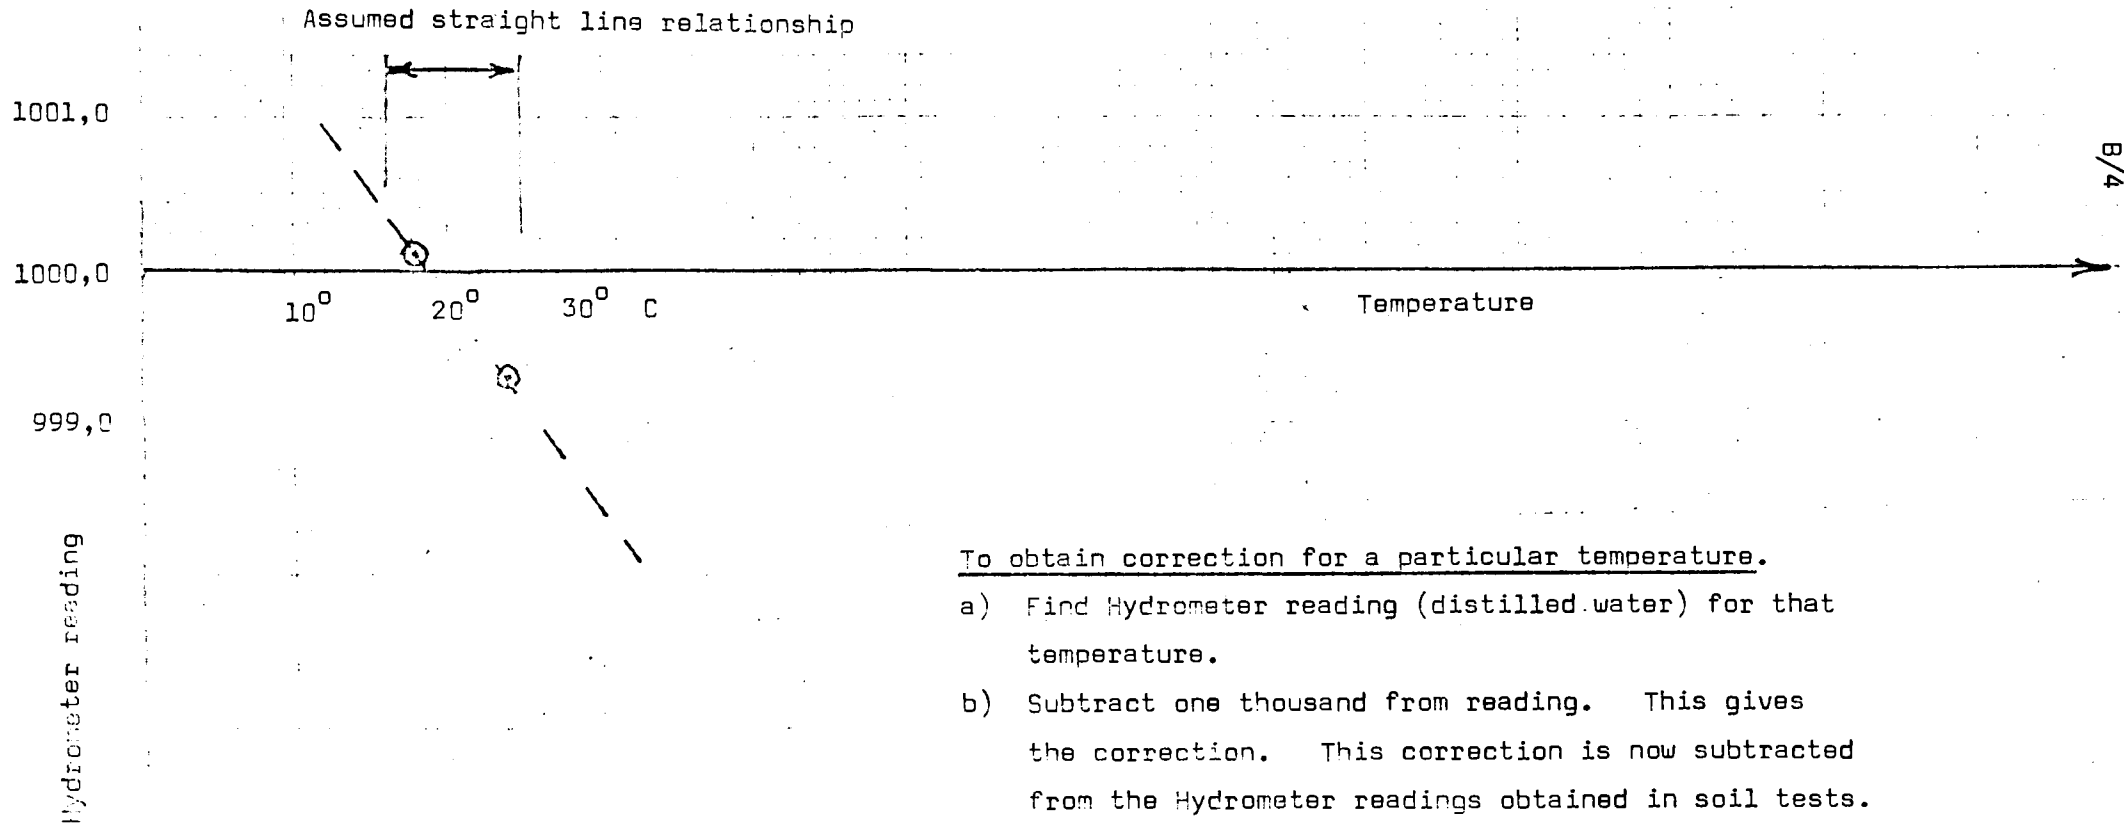 Assumed straight line relationship
1001,0
B/4
1000,0
10° 20° 30° C
Temperature
999,0
Hydrometer reading
To obtain correction for a particular temperature.
a) Find Hydrometer reading (distilled water) for that
temperature.
b) Subtract one thousand from reading. This gives
the correction. This correction is now subtracted
from the Hydrometer readings obtained in soil tests.